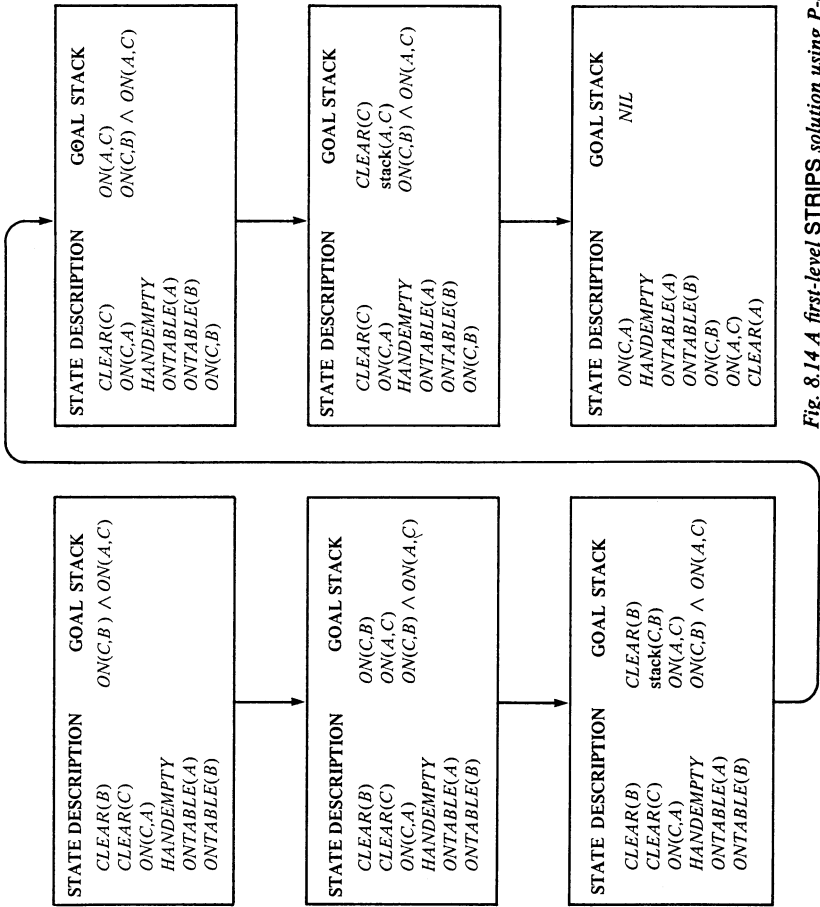 STATE DESCRIPTION GOAL STACK
CLEAR(B) ON(C,B) ∧ ON(A,C)
CLEAR(C)
ON(C,A)
HANDEMPTY
ONTABLE(A)
ONTABLE(B)
STATE DESCRIPTION GOAL STACK
CLEAR(B) ON(C,B)
CLEAR(C) ON(A,C)
ON(C,A) ON(C,B) ∧ ON(A,C)
HANDEMPTY
ONTABLE(A)
ONTABLE(B)
STATE DESCRIPTION GOAL STACK
CLEAR(B) CLEAR(B)
CLEAR(C) stack(C,B)
ON(C,A) ON(A,C)
HANDEMPTY ON(C,B) ∧ ON(A,C)
ONTABLE(A)
ONTABLE(B)
STATE DESCRIPTION GOAL STACK
CLEAR(C) ON(A,C)
ON(C,A) ON(C,B) ∧ ON(A,C)
HANDEMPTY
ONTABLE(A)
ONTABLE(B)
ON(C,B)
STATE DESCRIPTION GOAL STACK
CLEAR(C) CLEAR(C)
ON(C,A) stack(A,C)
HANDEMPTY ON(C,B) ∧ ON(A,C)
ONTABLE(A)
ONTABLE(B)
ON(C,B)
STATE DESCRIPTION GOAL STACK
ON(C,A) NIL
HANDEMPTY
ONTABLE(A)
ONTABLE(B)
ON(C,B)
ON(A,C)
CLEAR(A)
Fig. 8.14 A first-level STRIPS solution using P-